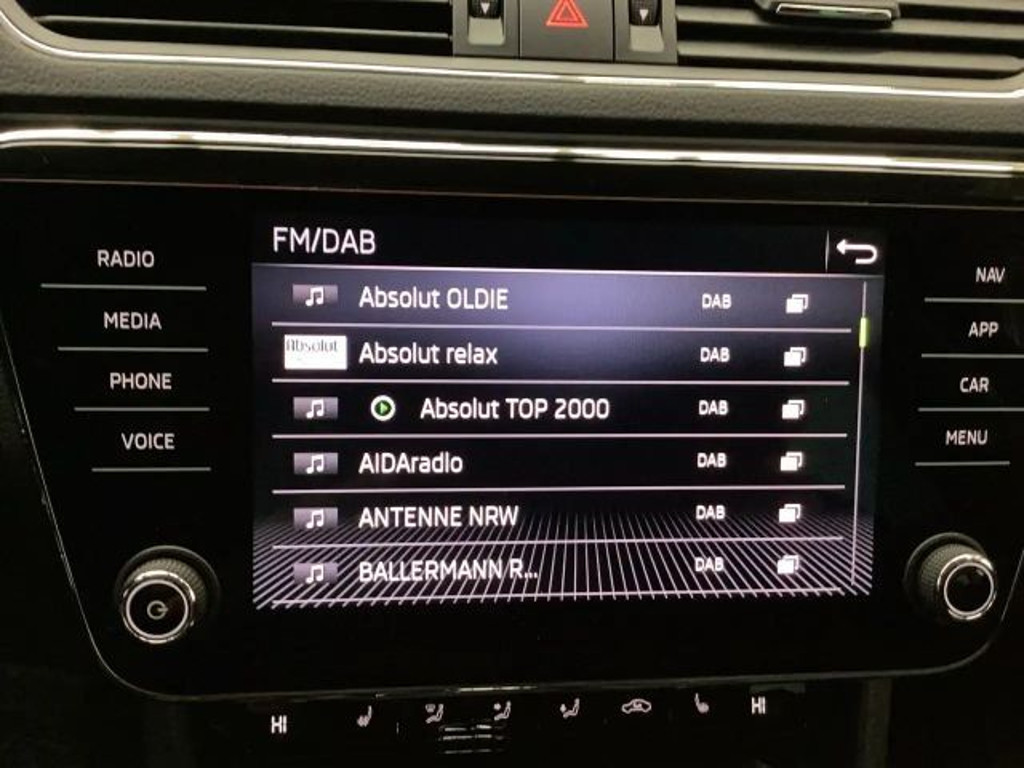 FM/DAB
RADIO
MEDIA
PHONE
VOICE
Absolut OLDIE DAB
Absolut
Absolut relax DAB
Absolut TOP 2000 DAB
AIDAradio DAB
ANTENNE NRW DAB
BALLERMANN R... DAB
NAV
APP
CAR
MENU
HI
HI